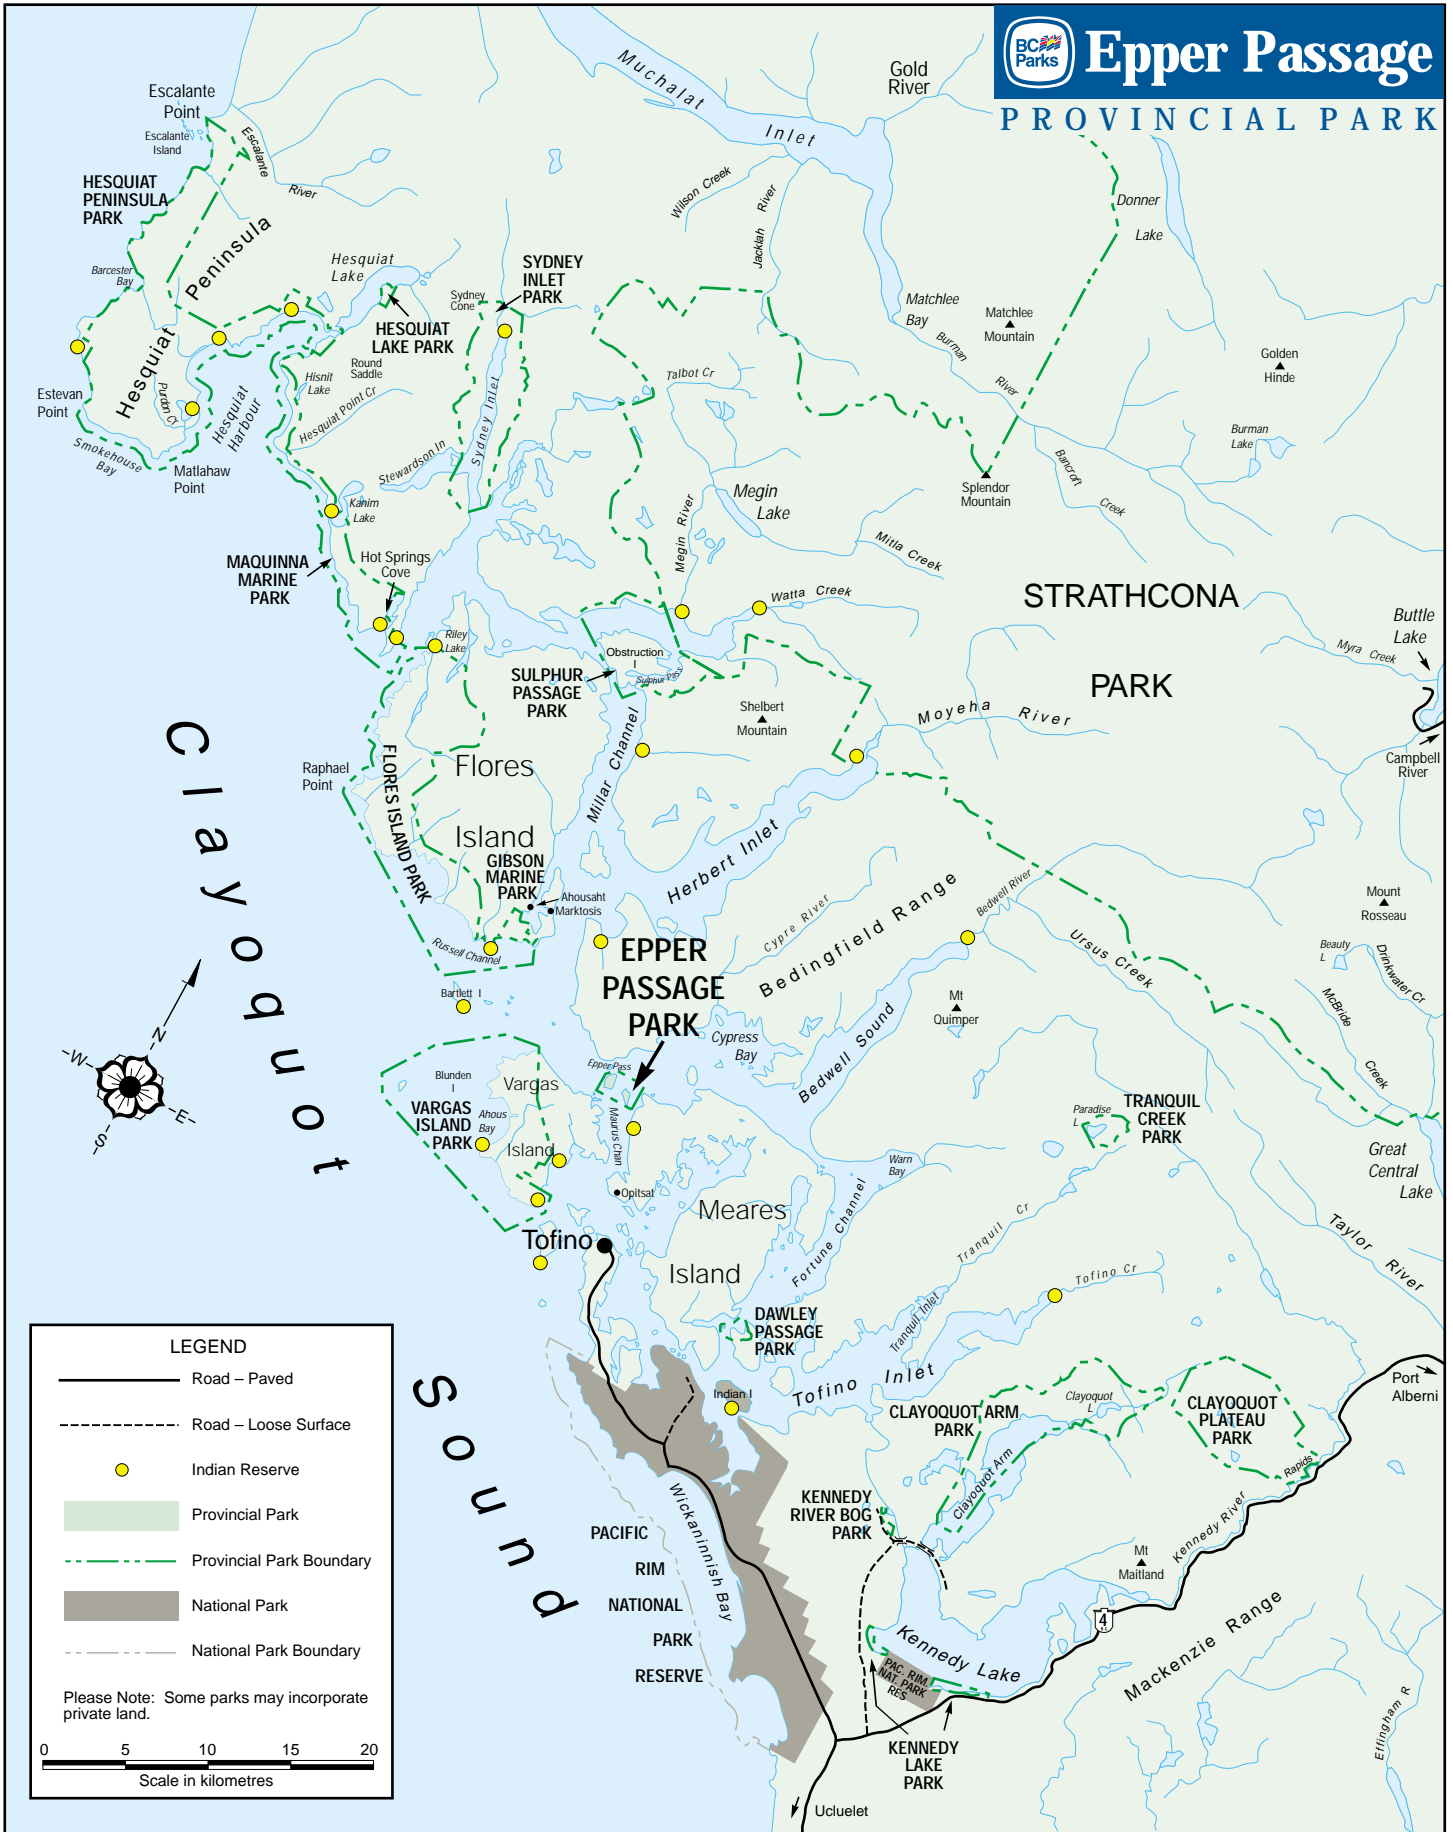 BC
Parks
Epper Passage
PROVINCIAL PARK
Muchalat
Inlet
Gold
River
Escalante
Point
Escalante
Island
Escalante
River
HESQUIAT
PENINSULA
PARK
Wilson Creek
Jacklah River
Donner
Lake
Hesquiat
Peninsula
Barcester
Bay
Hesquiat
Lake
HESQUIAT
LAKE PARK
Sydney
Cone
SYDNEY
INLET
PARK
Matchlee
Bay
Matchlee
Mountain
Burman
River
Golden
Hinde
Round
Saddle
Hisnit
Lake
Hesquiat Point Cr
Talbot Cr
Estevan
Point
Purdon Cr
Hesquiat
Harbour
Smokehouse
Bay
Matlahaw
Point
Stewardson In
Sydney Inlet
Burman
Lake
Bancroft
Creek
Splendor
Mountain
Megin
Lake
Megin River
Mitla Creek
Kanim
Lake
MAQUINNA
MARINE
PARK
Hot Springs
Cove
Watta Creek
STRATHCONA
PARK
Buttle
Lake
Myra Creek
Campbell
River
Riley
Lake
Obstruction
I
Sulphur Pass
SULPHUR
PASSAGE
PARK
Shelbert
Mountain
Moyeha River
Millar Channel
Raphael
Point
FLORES ISLAND PARK
Flores
Island
GIBSON
MARINE
PARK
Ahousaht
Marktosis
Herbert Inlet
Russell Channel
Bartlett I
Cypre River
Bedingfield Range
Bedwell River
Ursus Creek
Mount
Rosseau
Beauty
L
Drinkwater Cr
McBride
Creek
EPPER
PASSAGE
PARK
Cypress
Bay
Mt
Quimper
Bedwell Sound
Clayoquot
Sound
N
W
E
S
Epper Pass
Blunden
I
Vargas
Island
VARGAS
ISLAND
PARK
Ahous
Bay
Maurus Chan
Opitsat
Paradise
L
TRANQUIL
CREEK
PARK
Great
Central
Lake
Warn
Bay
Meares
Island
Fortune Channel
Tranquil Cr
Tofino Cr
Taylor River
Tofino
DAWLEY
PASSAGE
PARK
Tranquil Inlet
Tofino Inlet
Indian I
CLAYOQUOT ARM
PARK
Clayoquot
L
Clayoquot Arm
CLAYOQUOT
PLATEAU
PARK
Rapids
Port
Alberni
KENNEDY
RIVER BOG
PARK
Kennedy River
Mt
Maitland
4
Mackenzie Range
Wickaninnish Bay
PACIFIC
RIM
NATIONAL
PARK
RESERVE
Kennedy Lake
PAC. RIM.
NAT. PARK
RES
KENNEDY
LAKE
PARK
Effingham R
Ucluelet
LEGEND
Road – Paved
Road – Loose Surface
Indian Reserve
Provincial Park
Provincial Park Boundary
National Park
National Park Boundary
Please Note: Some parks may incorporate
private land.
0 5 10 15 20
Scale in kilometres